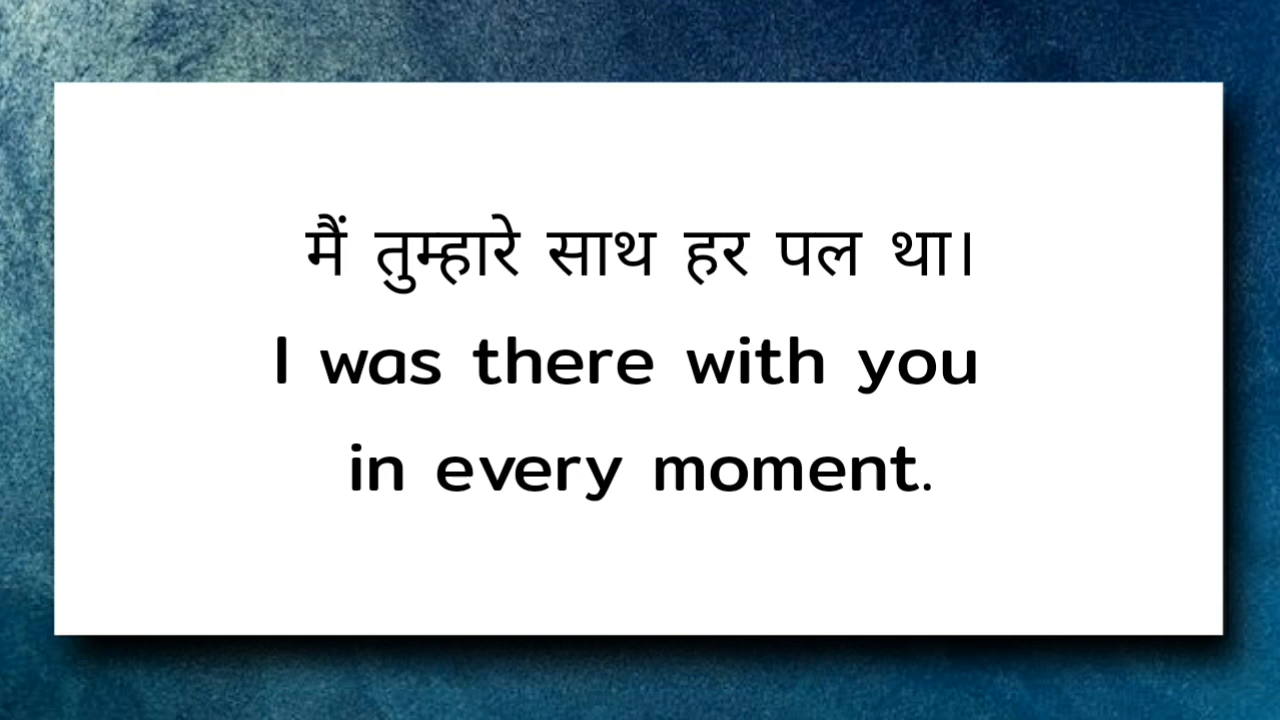 मैं तुम्हारे साथ हर पल था।
I was there with you
in every moment.